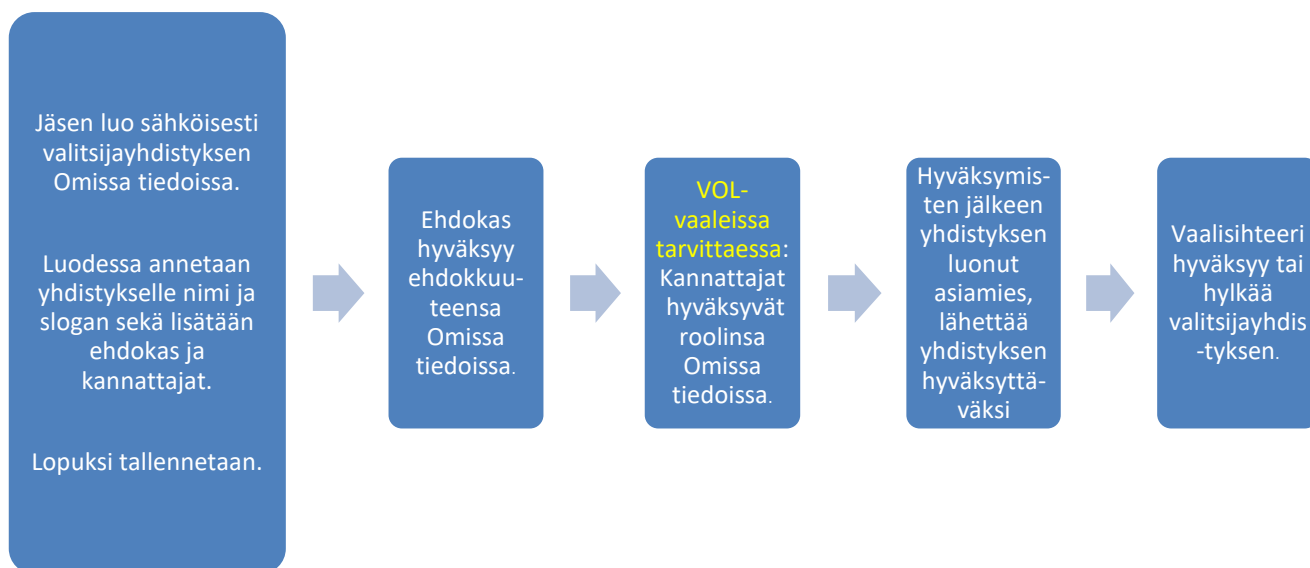 Jäsen luo sähköisesti
valitsijayhdistyksen
Omissa tiedoissa.
Luodessa annetaan
yhdistykselle nimi ja
slogan sekä lisätään
ehdokas ja
kannattajat.
Lopuksi tallennetaan.
Ehdokas
hyväksyy
ehdokkuu-
teensa
Omissa
tiedoissa.
VOL-
vaaleissa
tarvittaessa:
Kannattajat
hyväksyvät
roolinsa
Omissa
tiedoissa.
Hyväksymis-
ten jälkeen
yhdistyksen
luonut
asiamies,
lähettää
yhdistyksen
hyväksyttä-
väksi
Vaalisihteeri
hyväksyy tai
hylkää
valitsijayhdis
-tyksen.